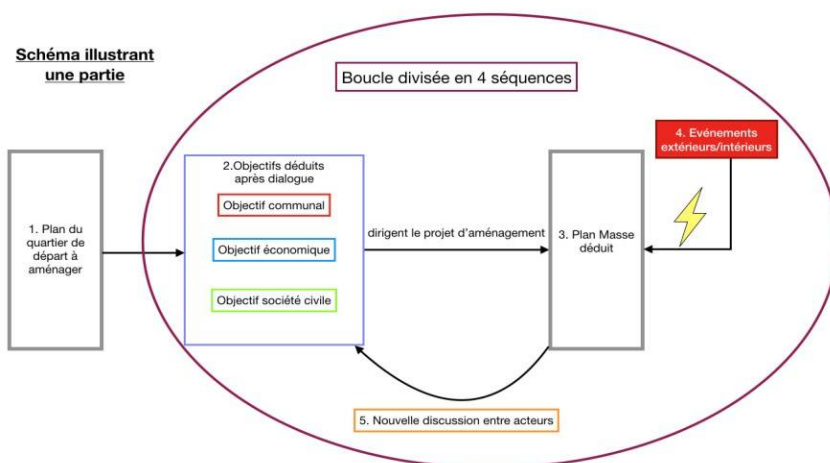 Schéma illustrant
une partie
Boucle divisée en 4 séquences
4. Evénements
extérieurs/intérieurs
1. Plan du
quartier de
départ à
aménager
2.Objectifs déduits
après dialogue
Objectif communal
Objectif économique
Objectif société civile
dirigent le projet d'aménagement
3. Plan Masse
déduit
5. Nouvelle discussion entre acteurs